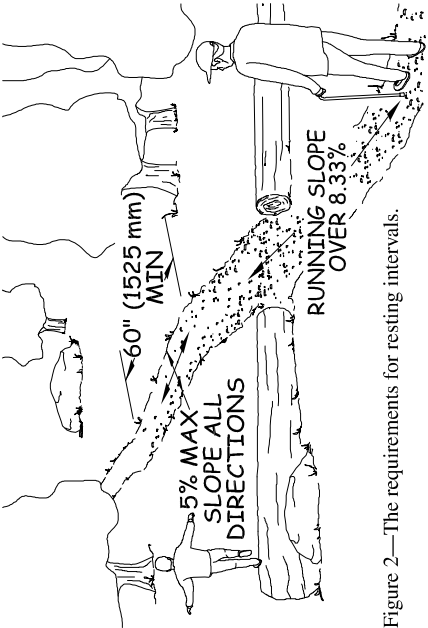 60" (1525 mm)
MIN
5% MAX
SLOPE ALL
DIRECTIONS
RUNNING SLOPE
OVER 8.33%
Figure 2—The requirements for resting intervals.